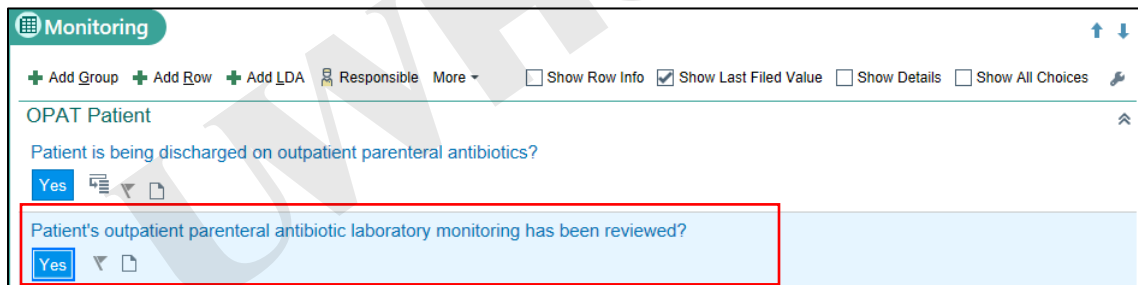 Monitoring
Add Group Add Row Add LDA Responsible More Show Row Info Show Last Filed Value Show Details Show All Choices
OPAT Patient
Patient is being discharged on outpatient parenteral antibiotics?
Yes
Patient's outpatient parenteral antibiotic laboratory monitoring has been reviewed?
Yes